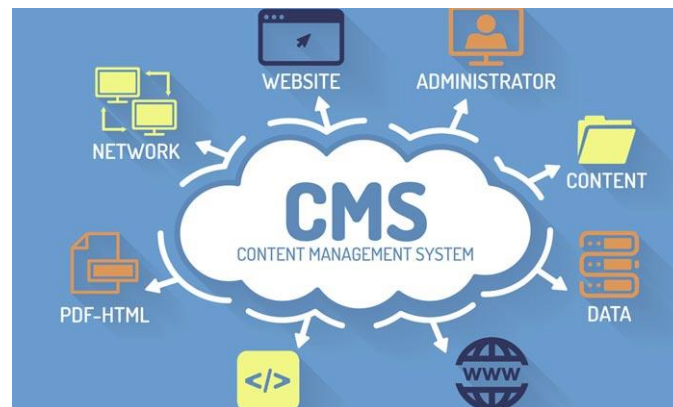 WEBSITE
ADMINISTRATOR
NETWORK
CONTENT
CMS
CONTENT MANAGEMENT SYSTEM
PDF-HTML
DATA
</>
WWW